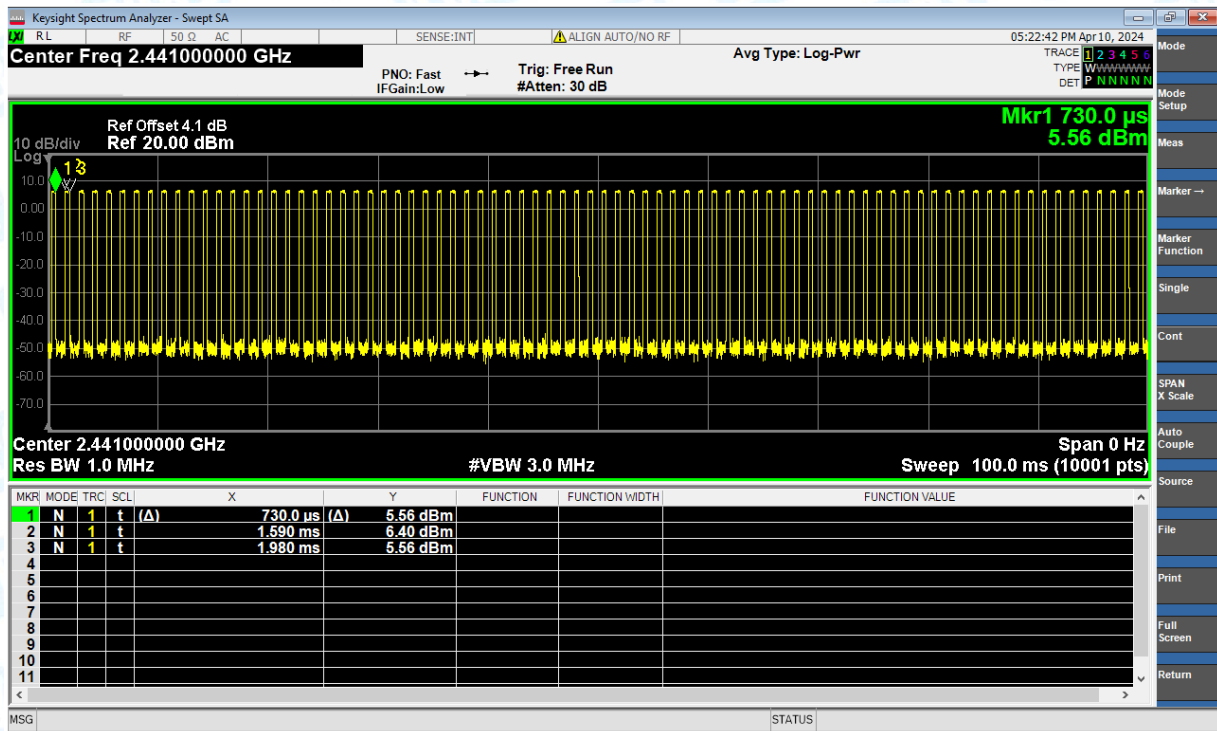 Keysight Spectrum Analyzer - Swept SA
LXI RL RF 50 Ω AC SENSE:INT ALIGN AUTO/NO RF 05:22:42 PM Apr 10, 2024
Center Freq 2.441000000 GHz
Avg Type: Log-Pwr
TRACE 1 2 3 4 5 6
TYPE WWWWWW
DET P N N N N N
PNO: Fast
IFGain:Low
Trig: Free Run
#Atten: 30 dB
Mkr1 730.0 µs
5.56 dBm
Ref Offset 4.1 dB
10 dB/div Ref 20.00 dBm
Log
1 3
10.0
0.00
-10.0
-20.0
-30.0
-40.0
-50.0
-60.0
-70.0
Center 2.441000000 GHz Span 0 Hz
Res BW 1.0 MHz #VBW 3.0 MHz Sweep 100.0 ms (10001 pts)
MKR MODE TRC SCL X Y FUNCTION FUNCTION WIDTH FUNCTION VALUE
1 N 1 t (Δ) 730.0 µs (Δ) 5.56 dBm
2 N 1 t 1.590 ms 6.40 dBm
3 N 1 t 1.980 ms 5.56 dBm
4
5
6
7
8
9
10
11
MSG STATUS
Mode
Mode
Setup
Meas
Marker→
Marker
Function
Single
Cont
SPAN
X Scale
Auto
Couple
Source
File
Print
Full
Screen
Return